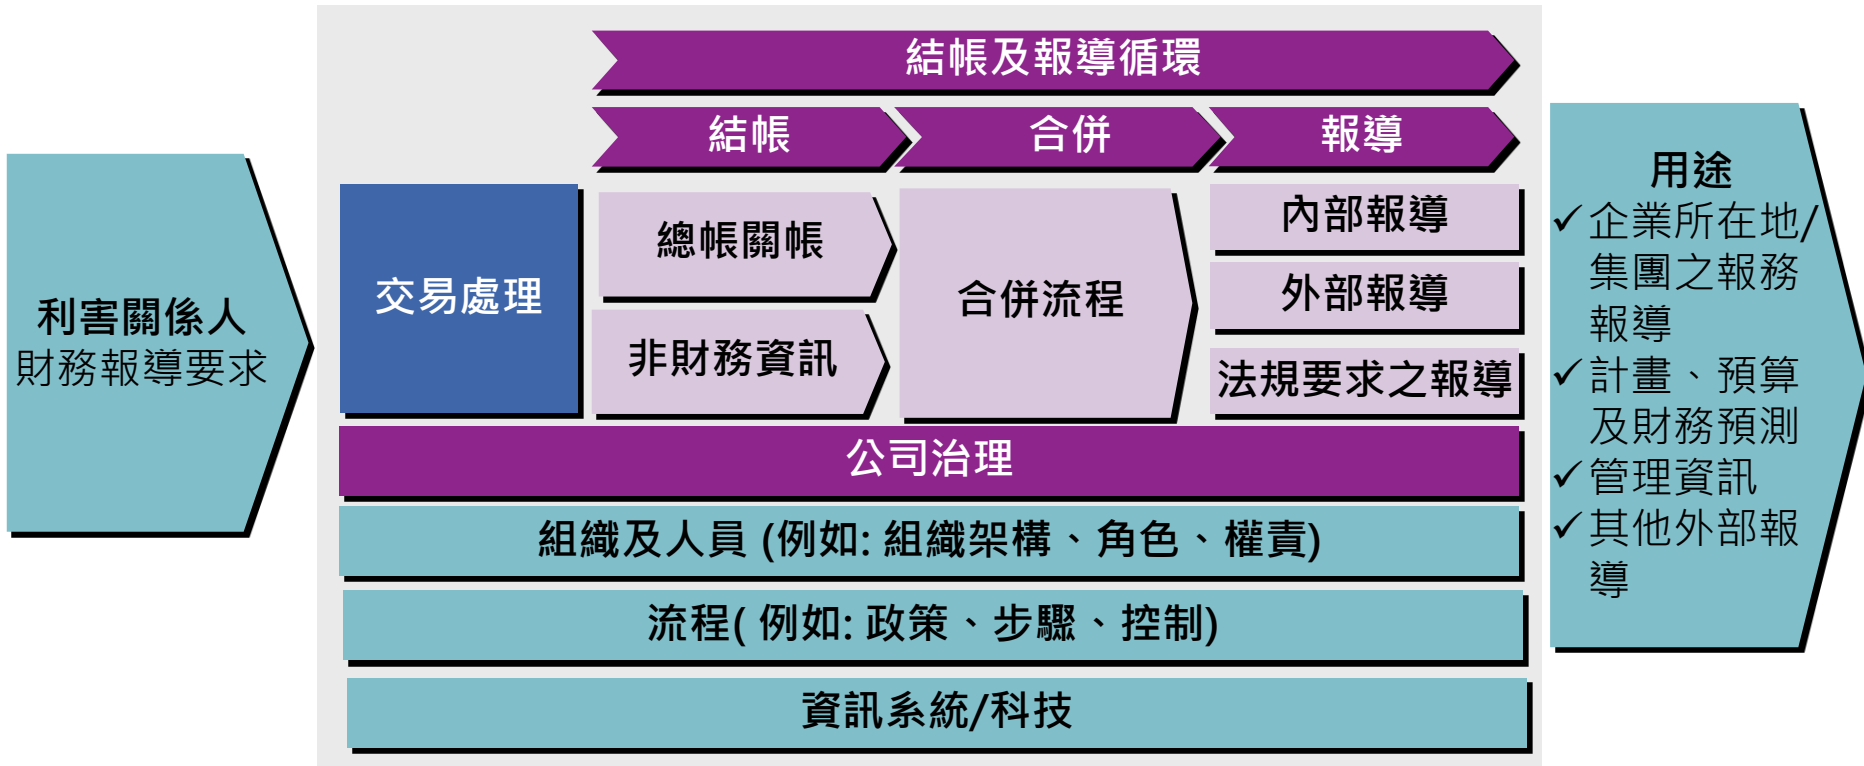 結帳及報導循環
結帳
合併
報導
利害關係人
財務報導要求
交易處理
總帳關帳
非財務資訊
合併流程
內部報導
外部報導
法規要求之報導
公司治理
組織及人員 (例如: 組織架構、角色、權責)
流程( 例如: 政策、步驟、控制)
資訊系統/科技
用途
✓企業所在地/
集團之報務
報導
✓計畫、預算
及財務預測
✓管理資訊
✓其他外部報
導